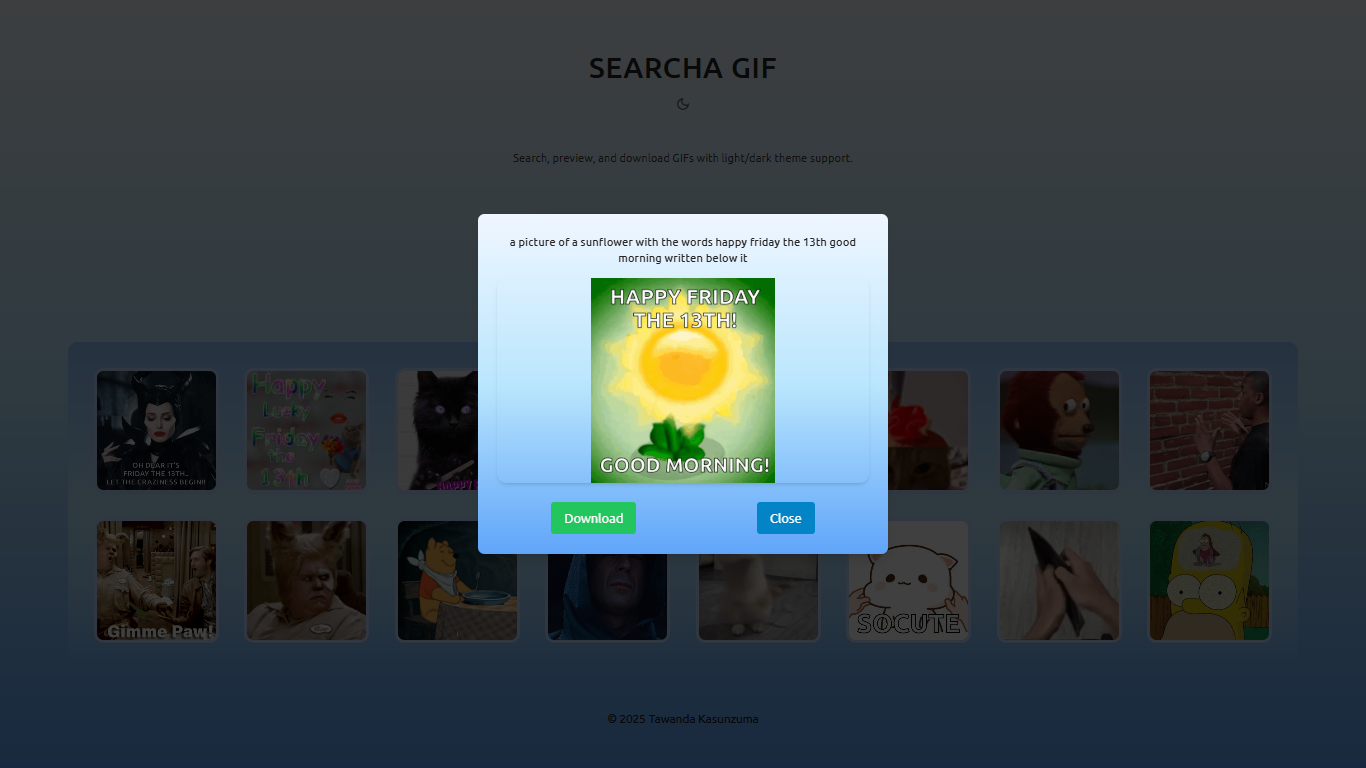 SEARCHA GIF
Search, preview, and download GIFs with light/dark theme support.
a picture of a sunflower with the words happy friday the 13th good
morning written below it
HAPPY FRIDAY
THE 13TH!
GOOD MORNING!
Download
Close
OH DEAR IT'S
FRIDAY THE 13TH..
LET THE CRAZINESS BEGIN!!
Happy
Lucky
Friday
the
13th
Gimme Paw!
SO CUTE
© 2025 Tawanda Kasunzuma